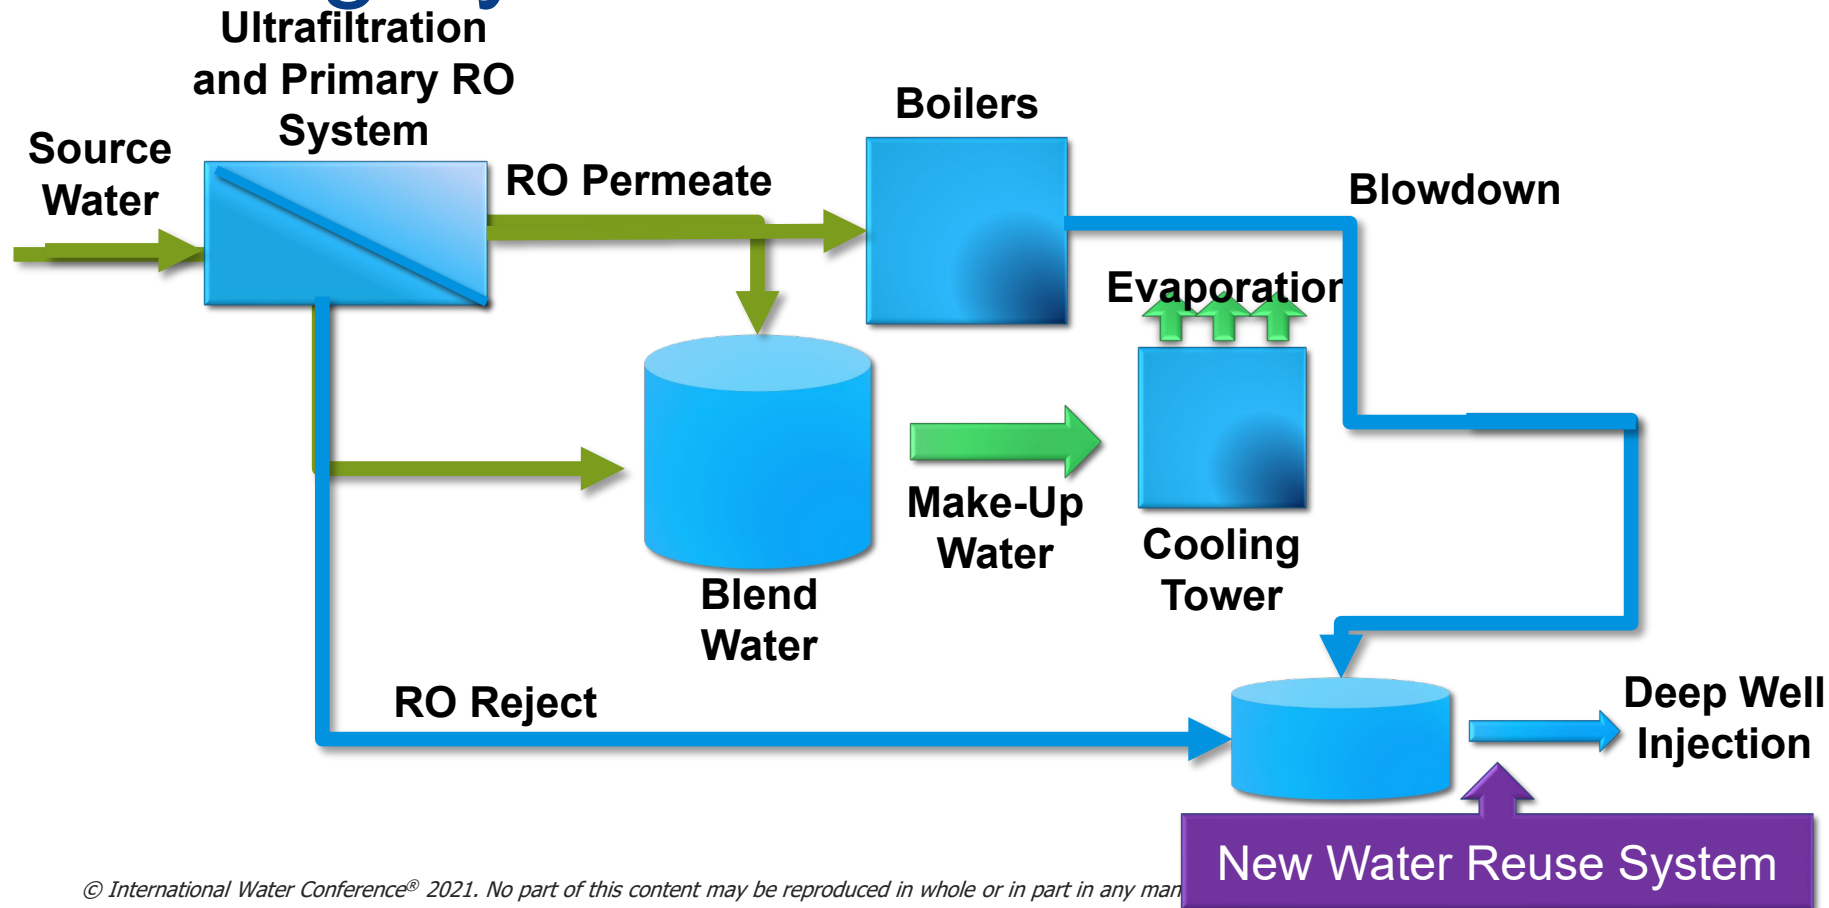 Ultrafiltration
and Primary RO
System
Source
Water
RO Permeate
Boilers
Blowdown
Evaporation
Make-Up
Water
Cooling
Tower
Blend
Water
RO Reject
Deep Well
Injection
New Water Reuse System
© International Water Conference® 2021. No part of this content may be reproduced in whole or in part in any